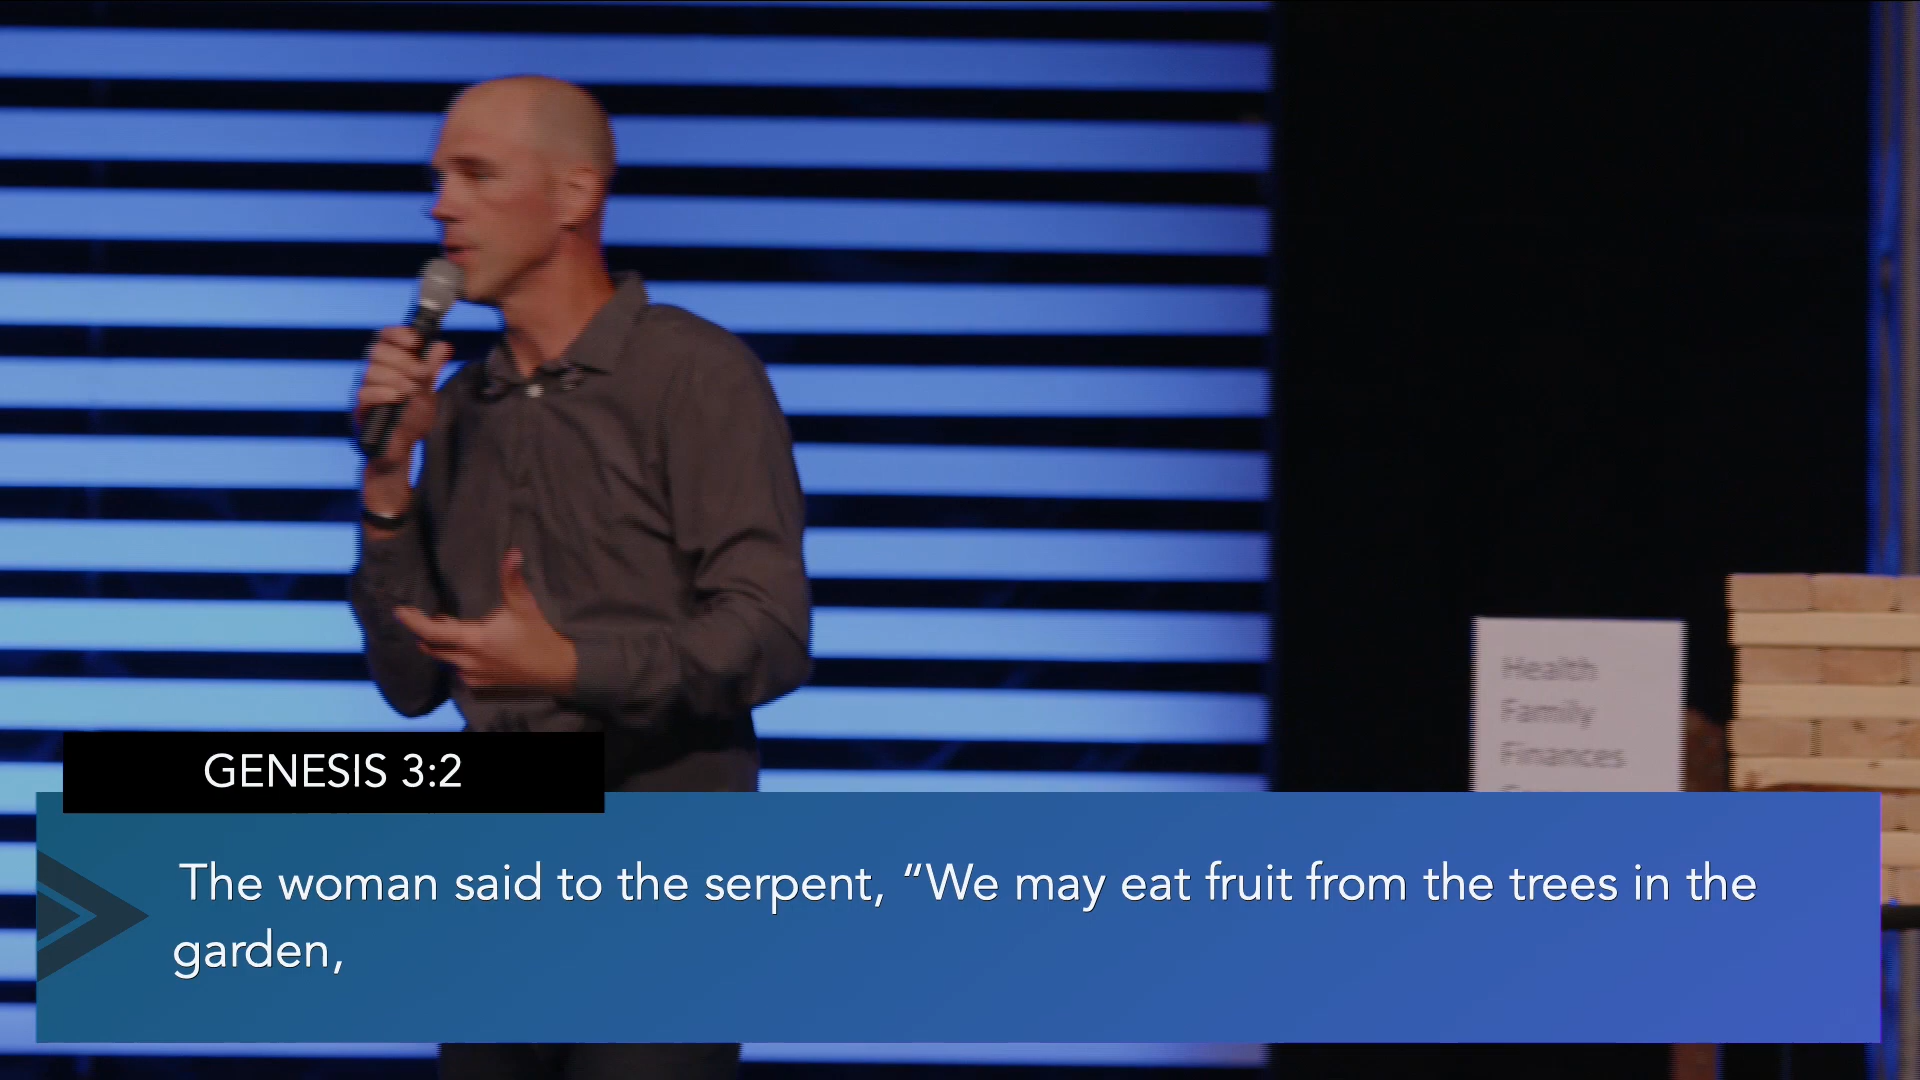 Health
Family
Finances
GENESIS 3:2
The woman said to the serpent, “We may eat fruit from the trees in the
garden,